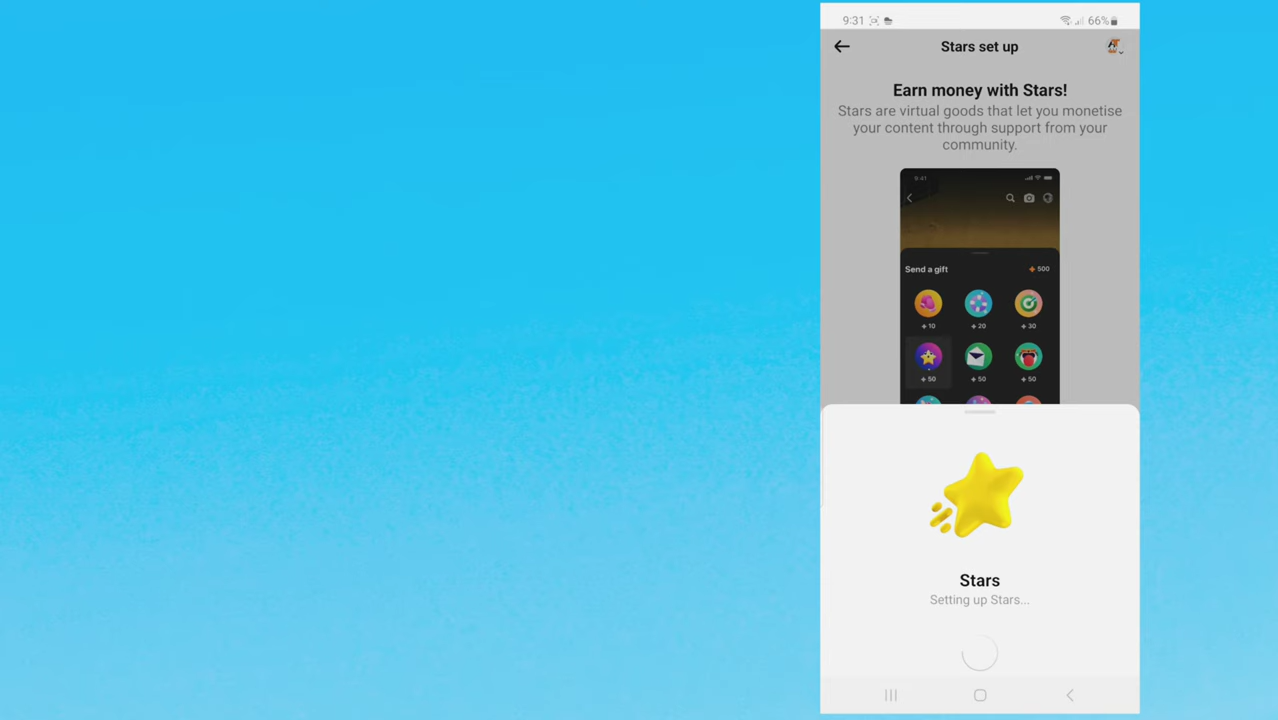 9:31
66%
Stars set up
Earn money with Stars!
Stars are virtual goods that let you monetise
your content through support from your
community.
9:41
Send a gift
500
+10
+20
+30
+50
+50
+50
Stars
Setting up Stars...